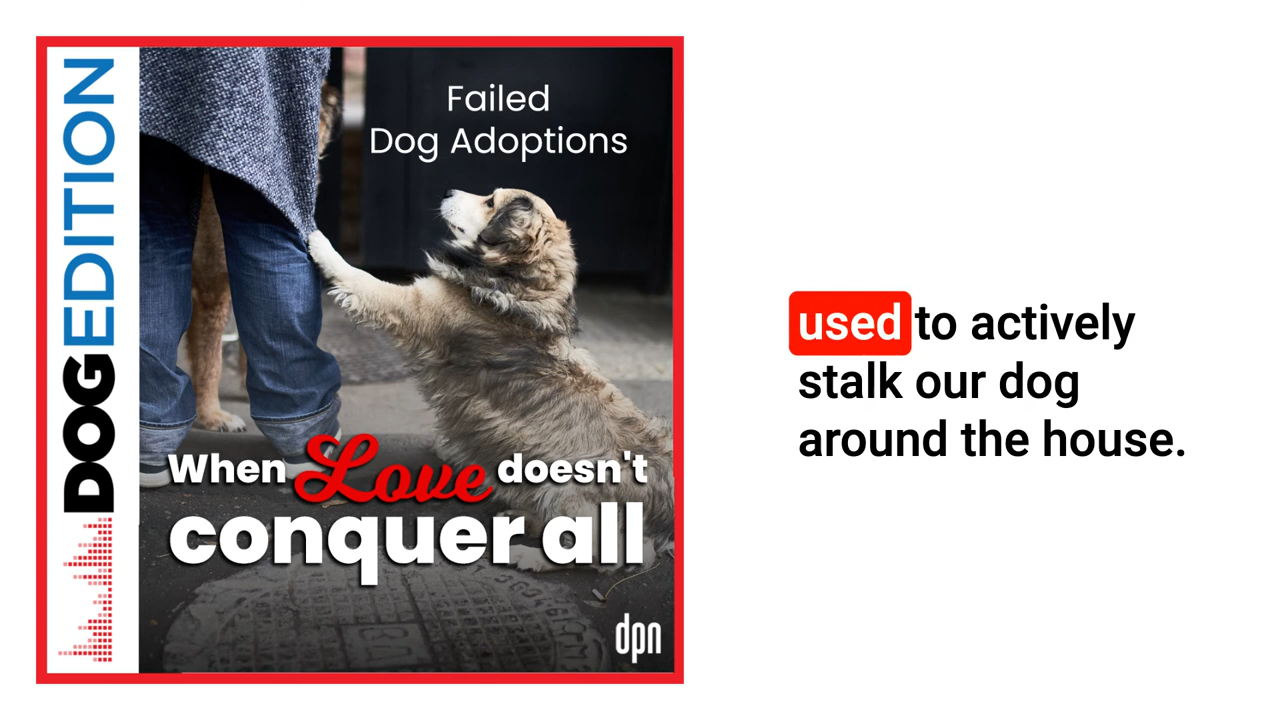 DOGEDITION
Failed
Dog Adoptions
When Love doesn't
conquer all
dpn
used to actively
stalk our dog
around the house.